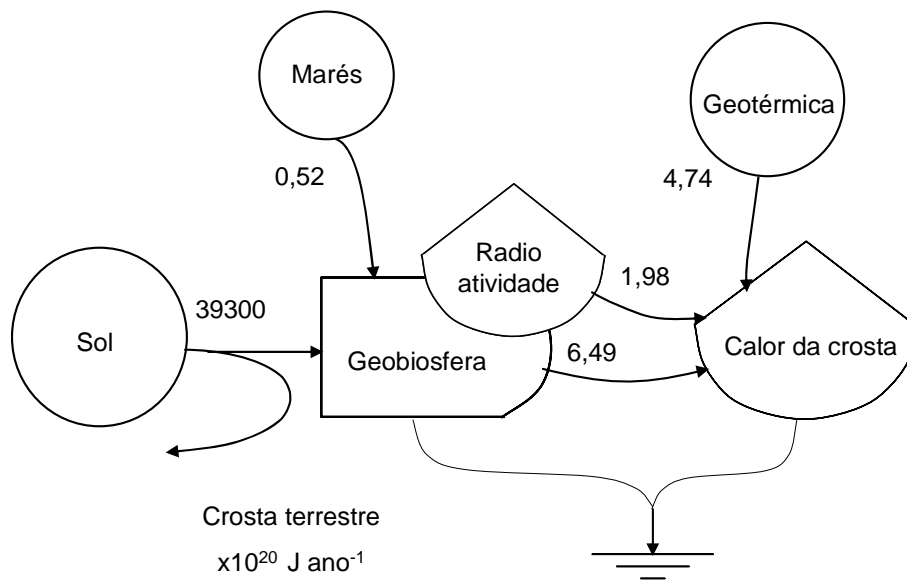 Marés
Geotérmica
0,52
4,74
Radio
atividade
1,98
39300
Sol
Geobiosfera
6,49
Calor da crosta
Crosta terrestre
x10²⁰ J ano⁻¹